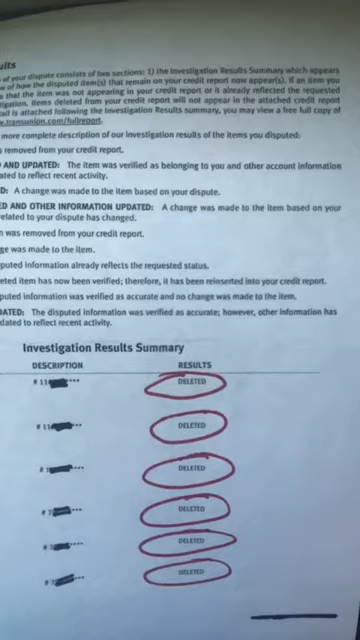 ults
of your dispute consists of two sections: 1) the Investigation Results Summary which appears
of how the disputed item(s) that remain on your credit report now appear(s). If an item you
that the item was not appearing in your credit report or it already reflected the requested
tigation. Items deleted from your credit report will not appear in the attached credit report
ail is attached following the Investigation Results summary, you may view a free full copy of
w.transunion.com/fullreport.
more complete description of our investigation results of the items you disputed:
s removed from your credit report.
AND UPDATED: The item was verified as belonging to you and other account information
ated to reflect recent activity.
D: A change was made to the item based on your dispute.
ED AND OTHER INFORMATION UPDATED: A change was made to the item based on your
elated to your dispute has changed.
n was removed from your credit report.
ge was made to the item.
puted information already reflects the requested status.
eted item has now been verified; therefore, it has been reinserted into your credit report.
puted information was verified as accurate and no change was made to the item.
DATED: The disputed information was verified as accurate; however, other information has
dated to reflect recent activity.
Investigation Results Summary
DESCRIPTION RESULTS
# 11 **** DELETED
# 11 **** DELETED
# **** DELETED
# **** DELETED
# **** DELETED
# **** DELETED